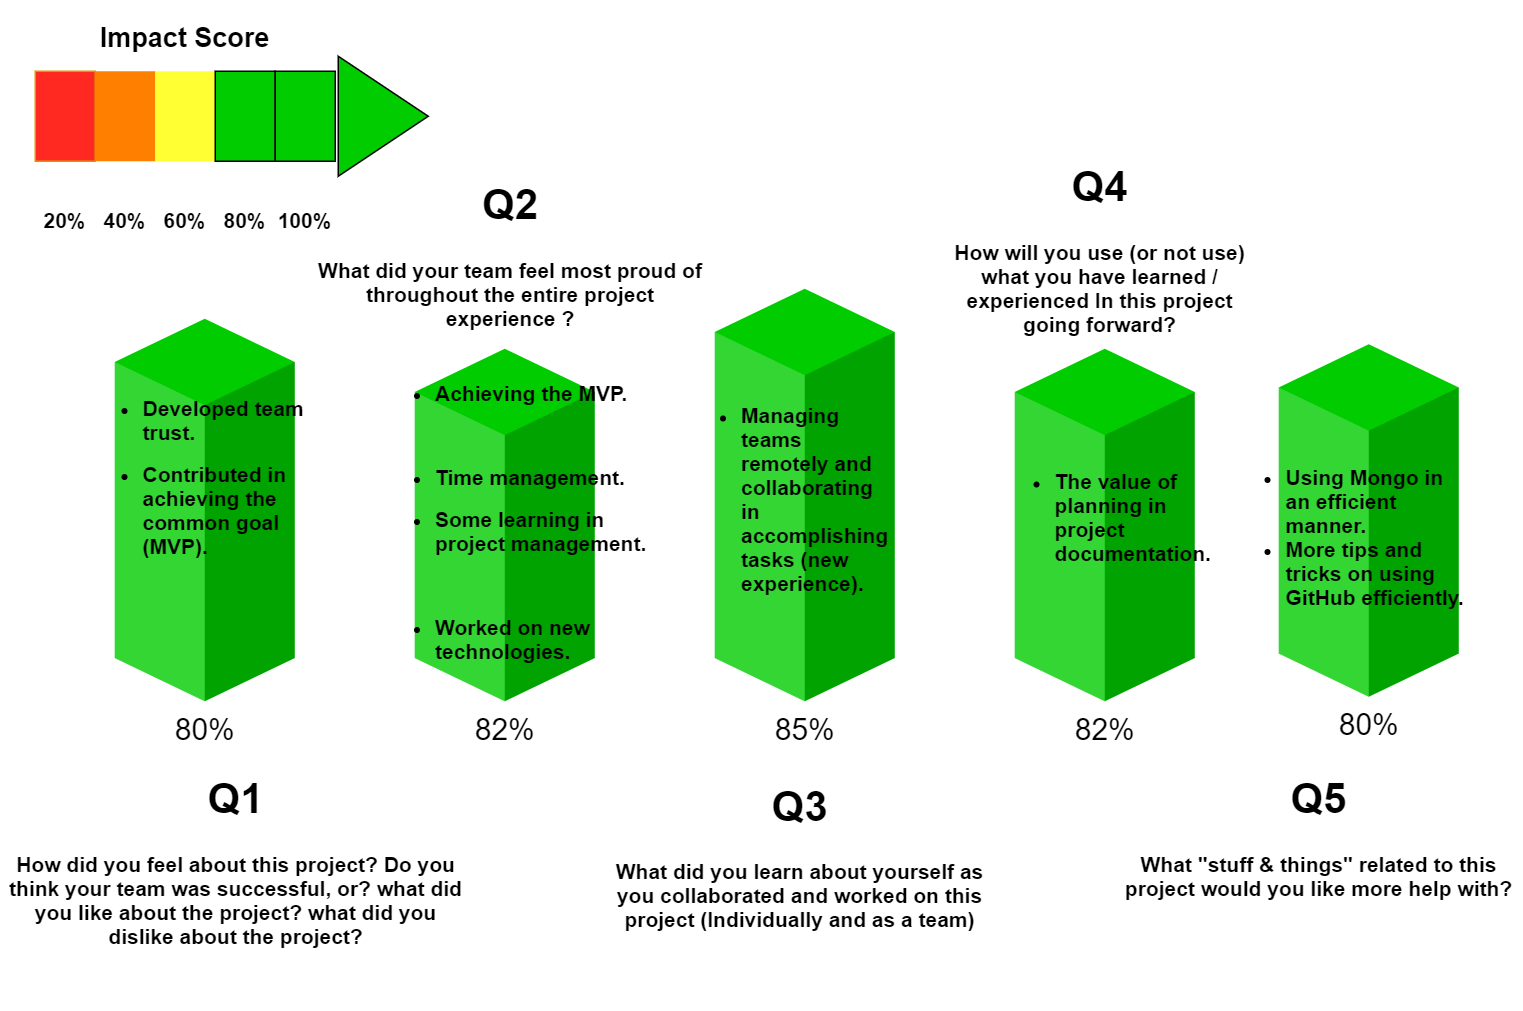 Impact Score
20% 40% 60% 80% 100%
Q2
What did your team feel most proud of
throughout the entire project
experience ?
Q4
How will you use (or not use)
what you have learned /
experienced In this project
going forward?
• Developed team
trust.
• Contributed in
achieving the
common goal
(MVP).
• Achieving the MVP.
• Time management.
• Some learning in
project management.
• Worked on new
technologies.
• Managing
teams
remotely and
collaborating
in
accomplishing
tasks (new
experience).
• The value of
planning in
project
documentation.
• Using Mongo in
an efficient
manner.
• More tips and
tricks on using
GitHub efficiently.
80%
82%
85%
82%
80%
Q1
How did you feel about this project? Do you
think your team was successful, or? what did
you like about the project? what did you
dislike about the project?
Q3
What did you learn about yourself as
you collaborated and worked on this
project (Individually and as a team)
Q5
What "stuff & things" related to this
project would you like more help with?